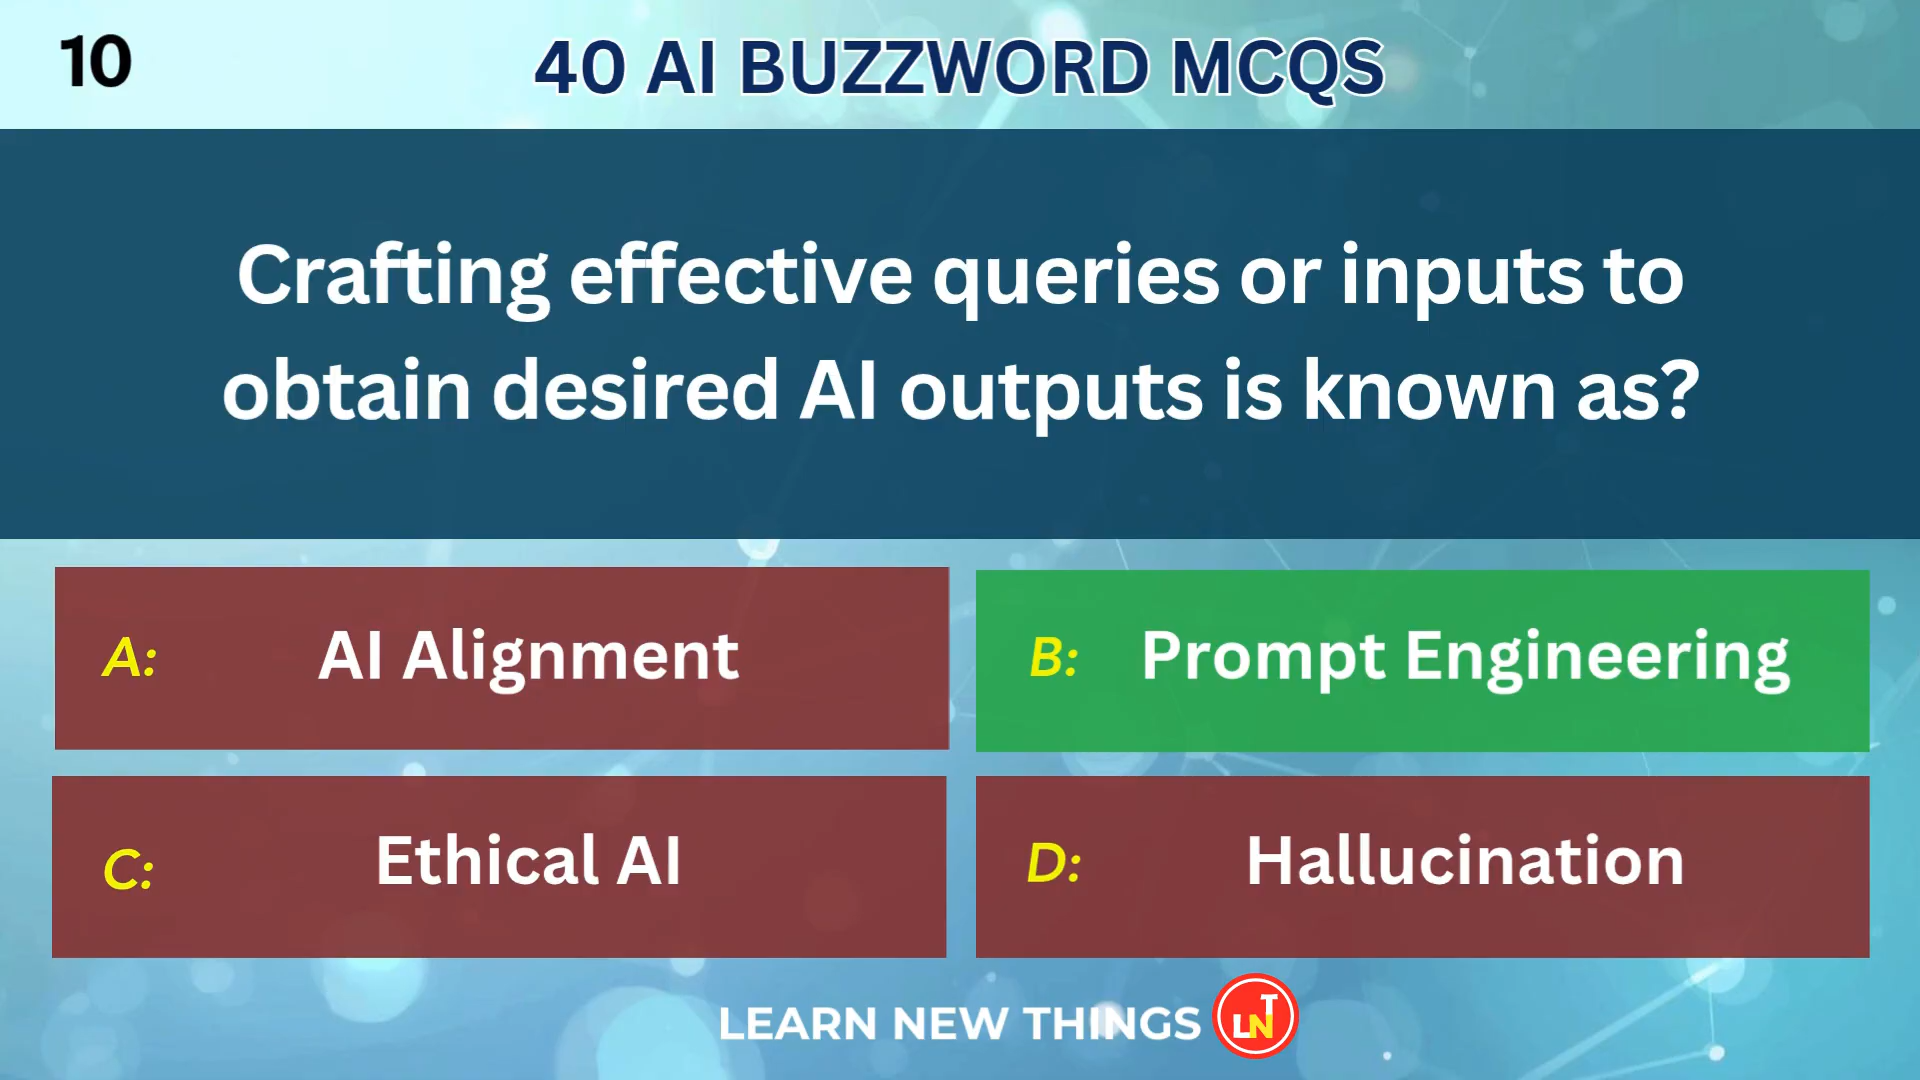 10
40 AI BUZZWORD MCQS
Crafting effective queries or inputs to
obtain desired AI outputs is known as?
A: AI Alignment
B: Prompt Engineering
C: Ethical AI
D: Hallucination
LEARN NEW THINGS LNT